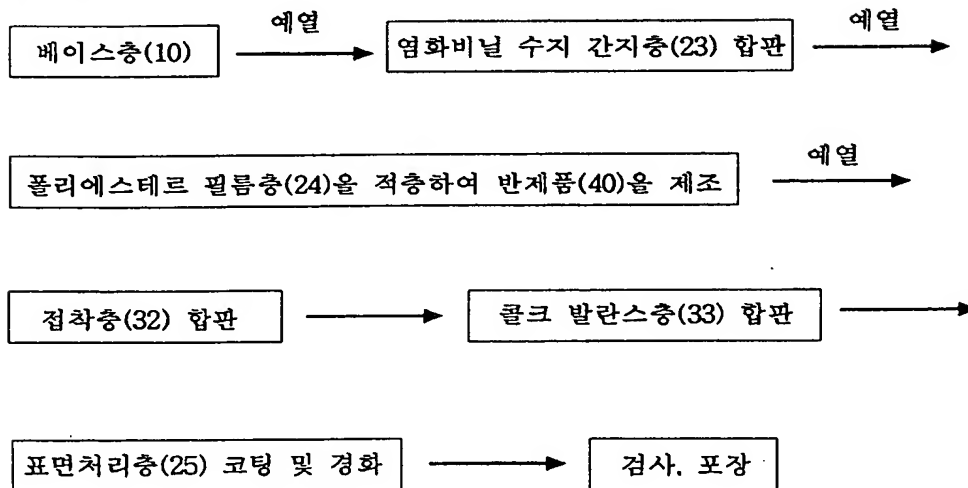 예열 예열
베이스층(10) 염화비닐 수지 간지층(23) 합판
예열
폴리에스테르 필름층(24)을 적층하여 반제품(40)을 제조
접착층(32) 합판 콜크 발란스층(33) 합판
표면처리층(25) 코팅 및 경화 검사, 포장